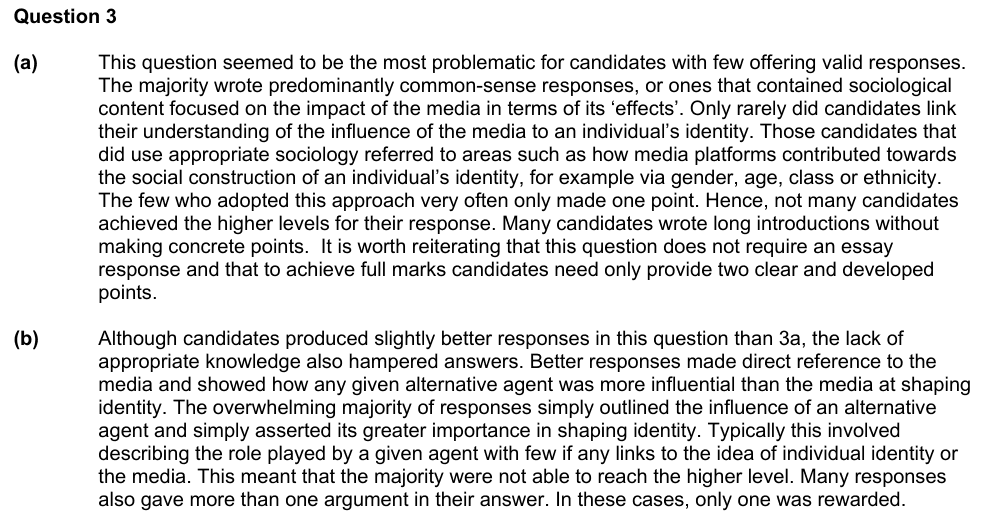 Question 3
(a) This question seemed to be the most problematic for candidates with few offering valid responses.
The majority wrote predominantly common-sense responses, or ones that contained sociological
content focused on the impact of the media in terms of its ‘effects’. Only rarely did candidates link
their understanding of the influence of the media to an individual’s identity. Those candidates that
did use appropriate sociology referred to areas such as how media platforms contributed towards
the social construction of an individual’s identity, for example via gender, age, class or ethnicity.
The few who adopted this approach very often only made one point. Hence, not many candidates
achieved the higher levels for their response. Many candidates wrote long introductions without
making concrete points.  It is worth reiterating that this question does not require an essay
response and that to achieve full marks candidates need only provide two clear and developed
points.
(b) Although candidates produced slightly better responses in this question than 3a, the lack of
appropriate knowledge also hampered answers. Better responses made direct reference to the
media and showed how any given alternative agent was more influential than the media at shaping
identity. The overwhelming majority of responses simply outlined the influence of an alternative
agent and simply asserted its greater importance in shaping identity. Typically this involved
describing the role played by a given agent with few if any links to the idea of individual identity or
the media. This meant that the majority were not able to reach the higher level. Many responses
also gave more than one argument in their answer. In these cases, only one was rewarded.